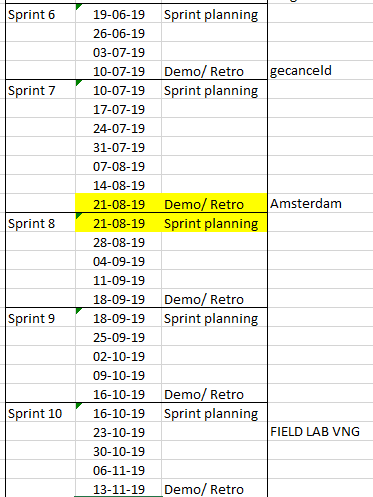 Sprint 6 19-06-19 Sprint planning
26-06-19
03-07-19
10-07-19 Demo/ Retro gecanceld
Sprint 7 10-07-19 Sprint planning
17-07-19
24-07-19
31-07-19
07-08-19
14-08-19
21-08-19 Demo/ Retro Amsterdam
Sprint 8 21-08-19 Sprint planning
28-08-19
04-09-19
11-09-19
18-09-19 Demo/ Retro
Sprint 9 18-09-19 Sprint planning
25-09-19
02-10-19
09-10-19
16-10-19 Demo/ Retro
Sprint 10 16-10-19 Sprint planning
23-10-19 FIELD LAB VNG
30-10-19
06-11-19
13-11-19 Demo/ Retro